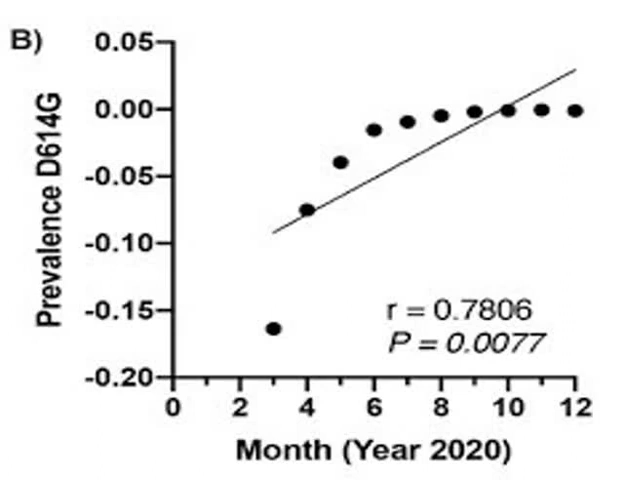 B)
0.05
0.00
-0.05
-0.10
-0.15
-0.20
Prevalence D614G
r = 0.7806
P = 0.0077
0 2 4 6 8 10 12
Month (Year 2020)